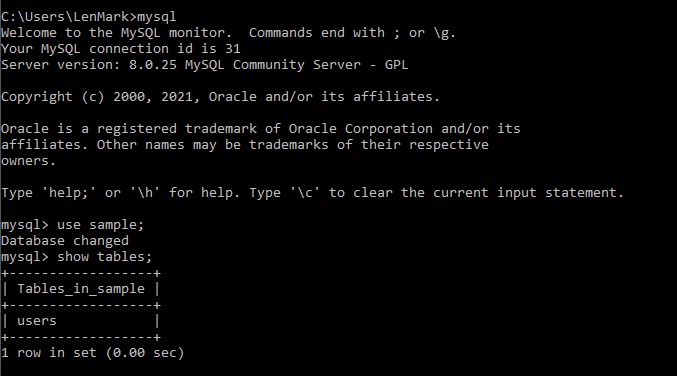 C:\Users\LenMark>mysql
Welcome to the MySQL monitor.  Commands end with ; or \g.
Your MySQL connection id is 31
Server version: 8.0.25 MySQL Community Server - GPL
Copyright (c) 2000, 2021, Oracle and/or its affiliates.
Oracle is a registered trademark of Oracle Corporation and/or its
affiliates. Other names may be trademarks of their respective
owners.
Type 'help;' or '\h' for help. Type '\c' to clear the current input statement.
mysql> use sample;
Database changed
mysql> show tables;
+------------------+
| Tables_in_sample |
+------------------+
| users            |
+------------------+
1 row in set (0.00 sec)